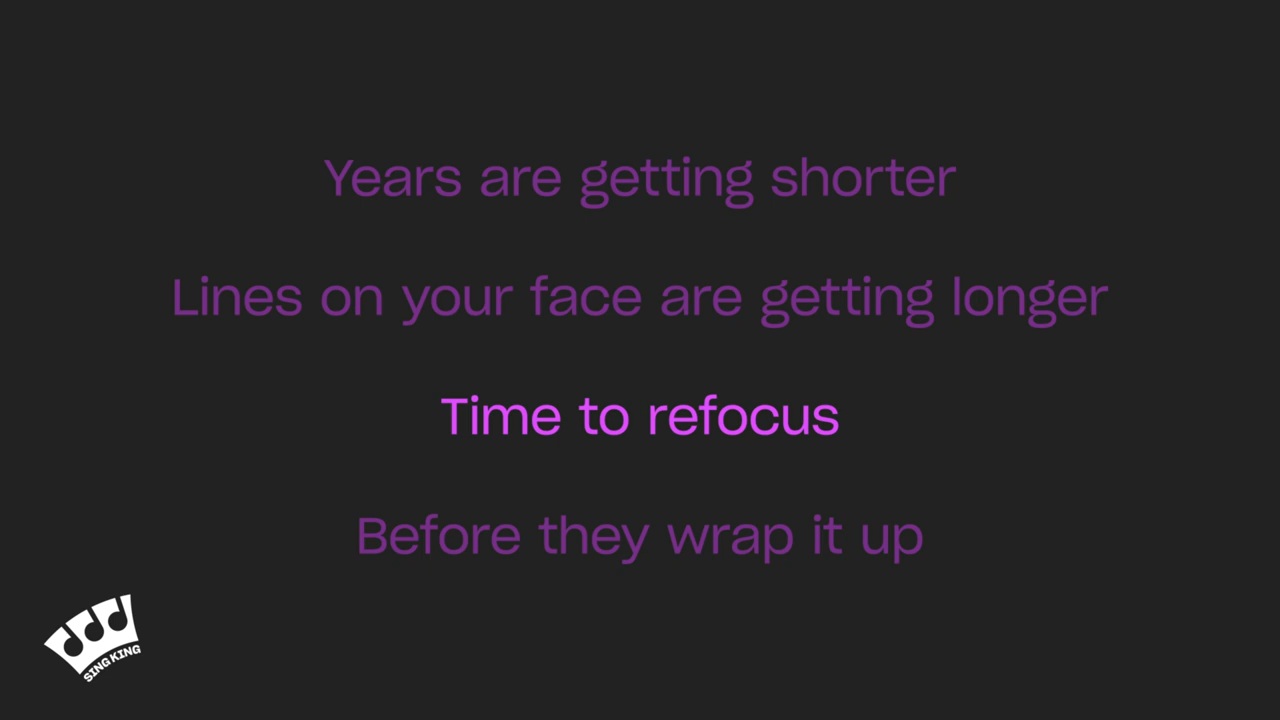 Years are getting shorter
Lines on your face are getting longer
Time to refocus
Before they wrap it up
SING KING